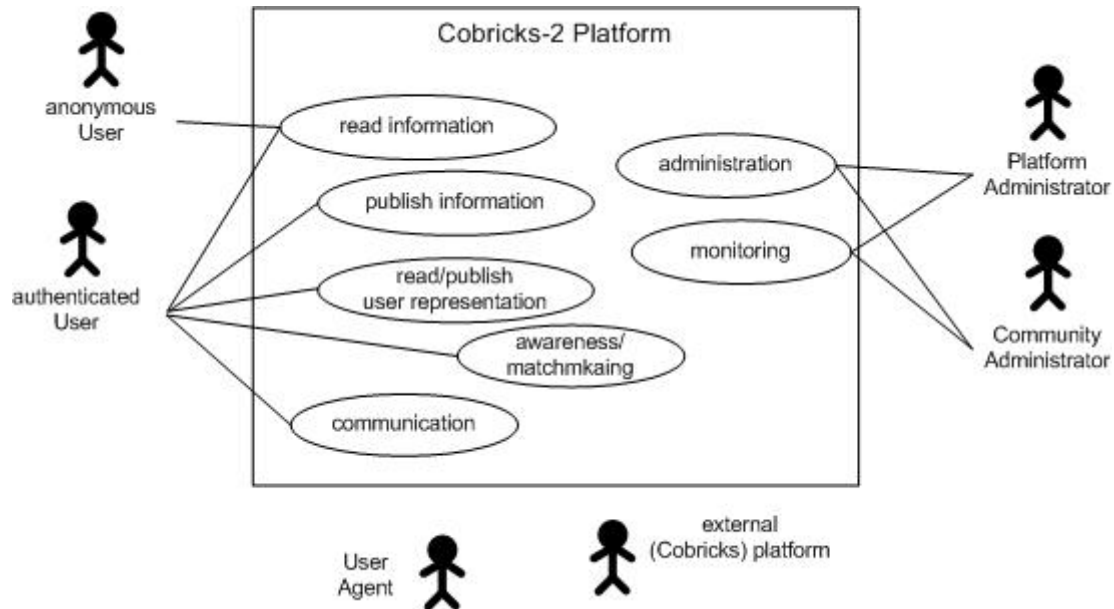 Cobricks-2 Platform
anonymous
User
read information
administration
Platform
Administrator
publish information
authenticated
User
read/publish
user representation
monitoring
Community
Administrator
awareness/
matchmkaing
communication
User
Agent
external
(Cobricks) platform